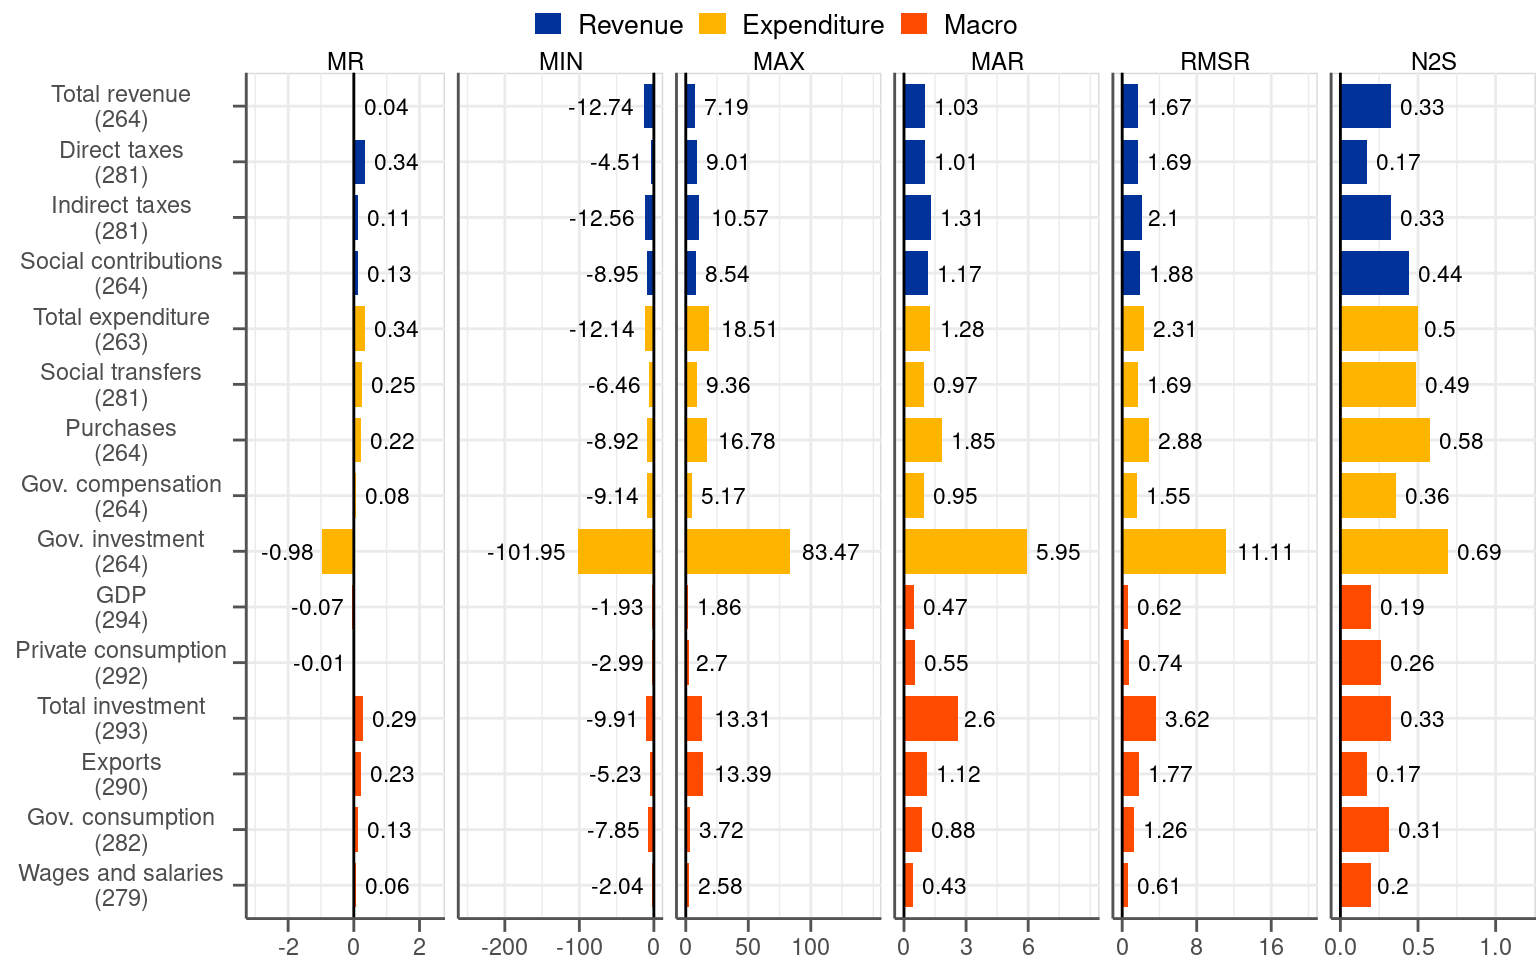 Revenue Expenditure Macro
MR MIN MAX MAR RMSR N2S
Total revenue
(264)
0.04 -12.74 7.19 1.03 1.67 0.33
Direct taxes
(281)
0.34 -4.51 9.01 1.01 1.69 0.17
Indirect taxes
(281)
0.11 -12.56 10.57 1.31 2.1 0.33
Social contributions
(264)
0.13 -8.95 8.54 1.17 1.88 0.44
Total expenditure
(263)
0.34 -12.14 18.51 1.28 2.31 0.5
Social transfers
(281)
0.25 -6.46 9.36 0.97 1.69 0.49
Purchases
(264)
0.22 -8.92 16.78 1.85 2.88 0.58
Gov. compensation
(264)
0.08 -9.14 5.17 0.95 1.55 0.36
Gov. investment
(264)
-0.98 -101.95 83.47 5.95 11.11 0.69
GDP
(294)
-0.07 -1.93 1.86 0.47 0.62 0.19
Private consumption
(292)
-0.01 -2.99 2.7 0.55 0.74 0.26
Total investment
(293)
0.29 -9.91 13.31 2.6 3.62 0.33
Exports
(290)
0.23 -5.23 13.39 1.12 1.77 0.17
Gov. consumption
(282)
0.13 -7.85 3.72 0.88 1.26 0.31
Wages and salaries
(279)
0.06 -2.04 2.58 0.43 0.61 0.2
-2 0 2 -200 -100 0 0 50 100 0 3 6 0 8 16 0.0 0.5 1.0